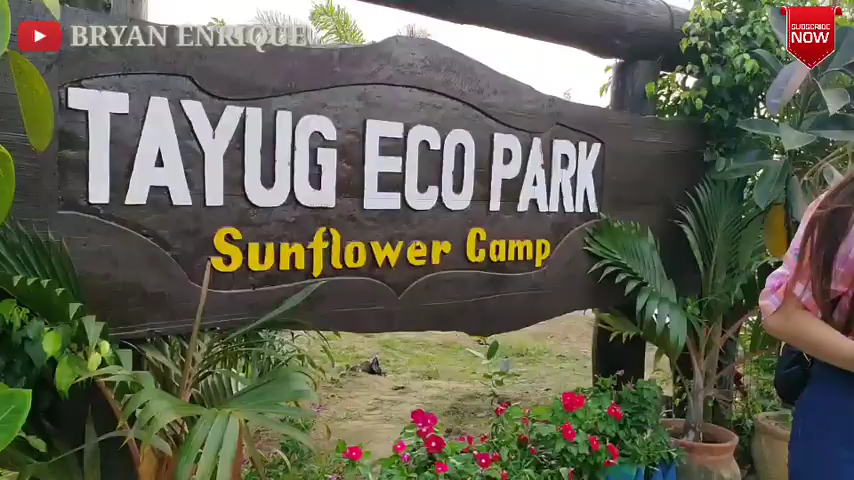 BRYAN ENRIQUE
SUBSCRIBE
NOW
TAYUG ECO PARK
Sunflower Camp